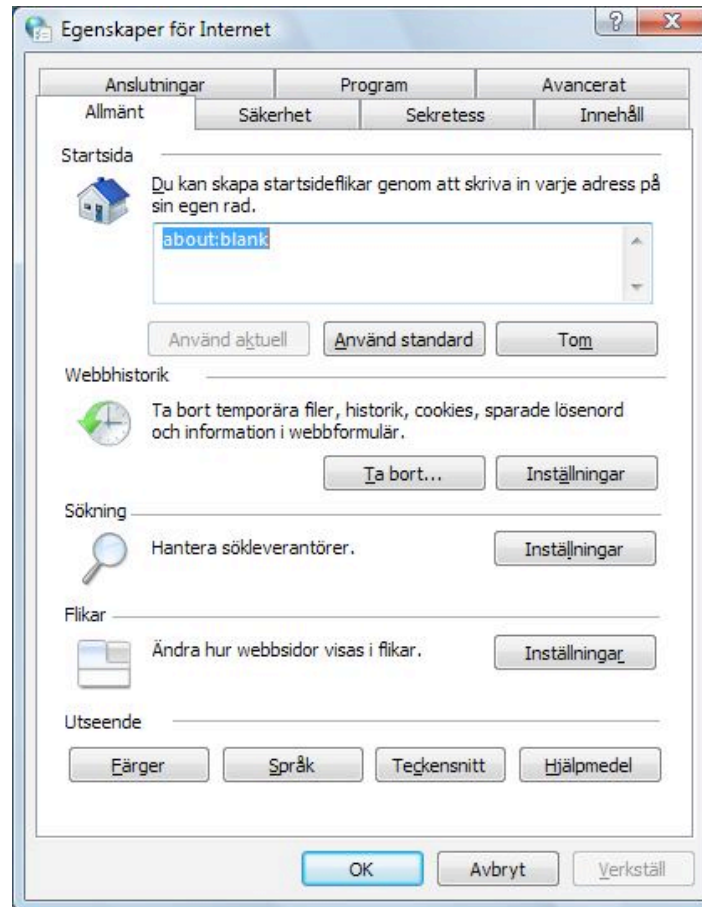 Egenskaper för Internet
Anslutningar Program Avancerat
Allmänt Säkerhet Sekretess Innehåll
Startsida
Du kan skapa startsideflikar genom att skriva in varje adress på
sin egen rad.
about:blank
Använd aktuell Använd standard Tom
Webbhistorik
Ta bort temporära filer, historik, cookies, sparade lösenord
och information i webbformulär.
Ta bort... Inställningar
Sökning
Hantera sökleverantörer. Inställningar
Flikar
Ändra hur webbsidor visas i flikar. Inställningar
Utseende
Färger Språk Teckensnitt Hjälpmedel
OK Avbryt Verkställ